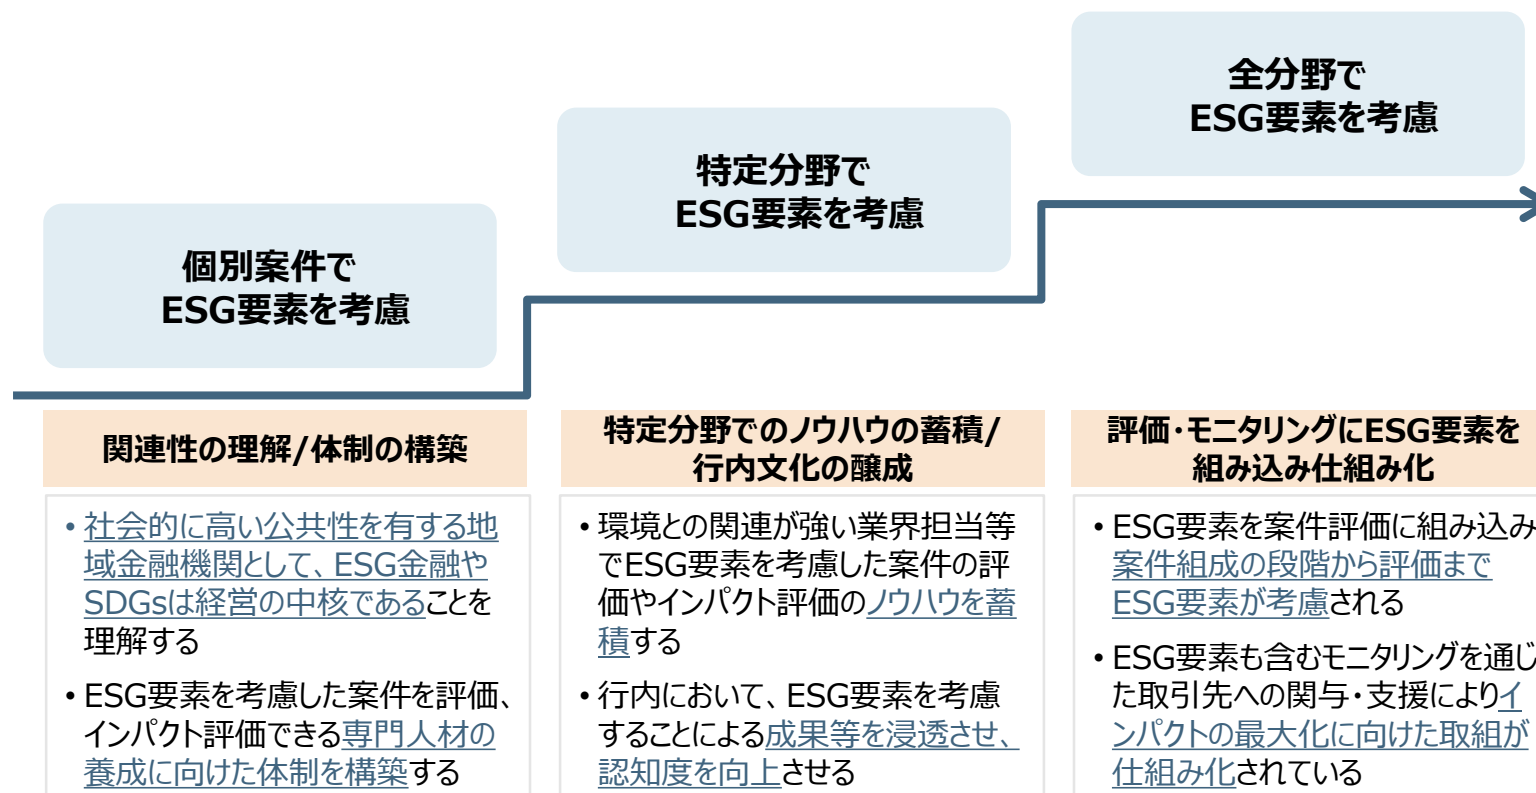 全分野で
ESG要素を考慮
特定分野で
ESG要素を考慮
個別案件で
ESG要素を考慮
関連性の理解/体制の構築
• 社会的に高い公共性を有する地
域金融機関として、ESG金融や
SDGsは経営の中核であることを
理解する
• ESG要素を考慮した案件を評価、
インパクト評価できる専門人材の
養成に向けた体制を構築する
特定分野でのノウハウの蓄積/
行内文化の醸成
• 環境との関連が強い業界担当等
でESG要素を考慮した案件の評
価やインパクト評価のノウハウを蓄
積する
• 行内において、ESG要素を考慮
することによる成果等を浸透させ、
認知度を向上させる
評価・モニタリングにESG要素を
組み込み仕組み化
• ESG要素を案件評価に組み込み
案件組成の段階から評価まで
ESG要素が考慮される
• ESG要素も含むモニタリングを通じ
た取引先への関与・支援によりイ
ンパクトの最大化に向けた取組が
仕組み化されている